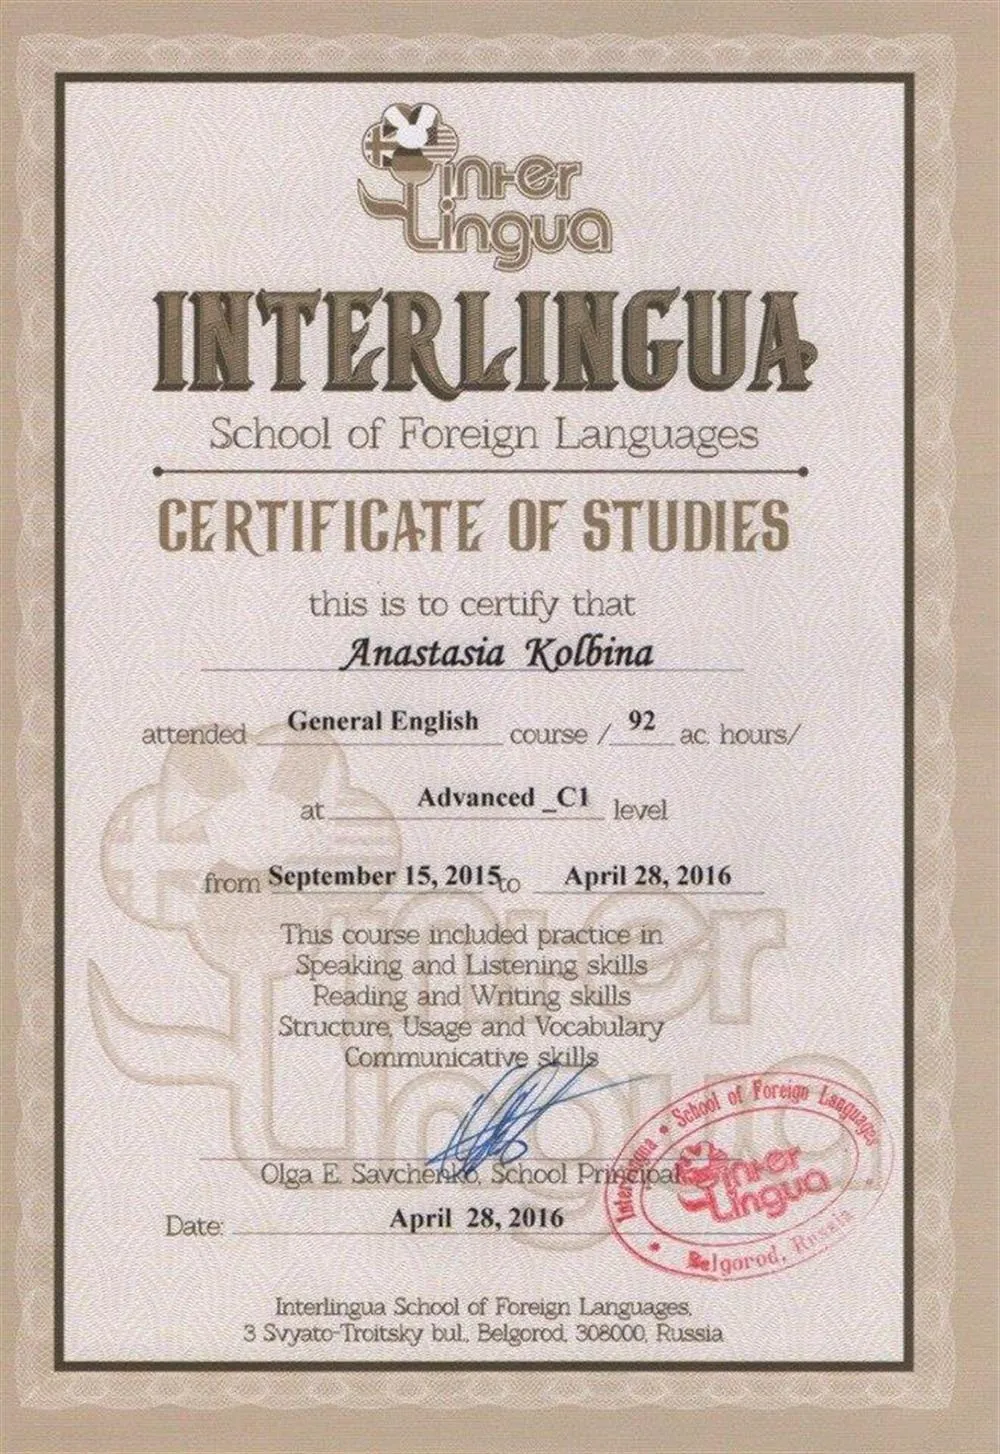 inter
Lingua
INTERLINGUA
School of Foreign Languages
CERTIFICATE OF STUDIES
this is to certify that
Anastasia Kolbina
attended General English course / 92 ac. hours/
at Advanced _C1 level
from September 15, 2015 to April 28, 2016
This course included practice in
Speaking and Listening skills
Reading and Writing skills
Structure, Usage and Vocabulary
Communicative skills
Olga E. Savchenko, School Principal
Date: April 28, 2016
Interlingua • School of Foreign Languages
inter
Lingua
Belgorod, Russia
Interlingua School of Foreign Languages,
3 Svyato-Troitsky bul., Belgorod, 308000, Russia